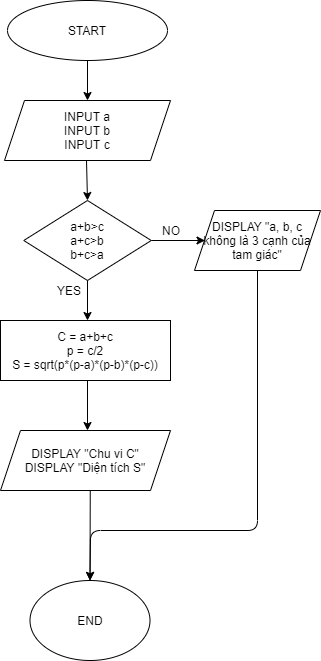 START
INPUT a
INPUT b
INPUT c
a+b>c
a+c>b
b+c>a
NO
DISPLAY "a, b, c
không là 3 cạnh của
tam giác"
YES
C = a+b+c
p = c/2
S = sqrt(p*(p-a)*(p-b)*(p-c))
DISPLAY "Chu vi C"
DISPLAY "Diện tích S"
END